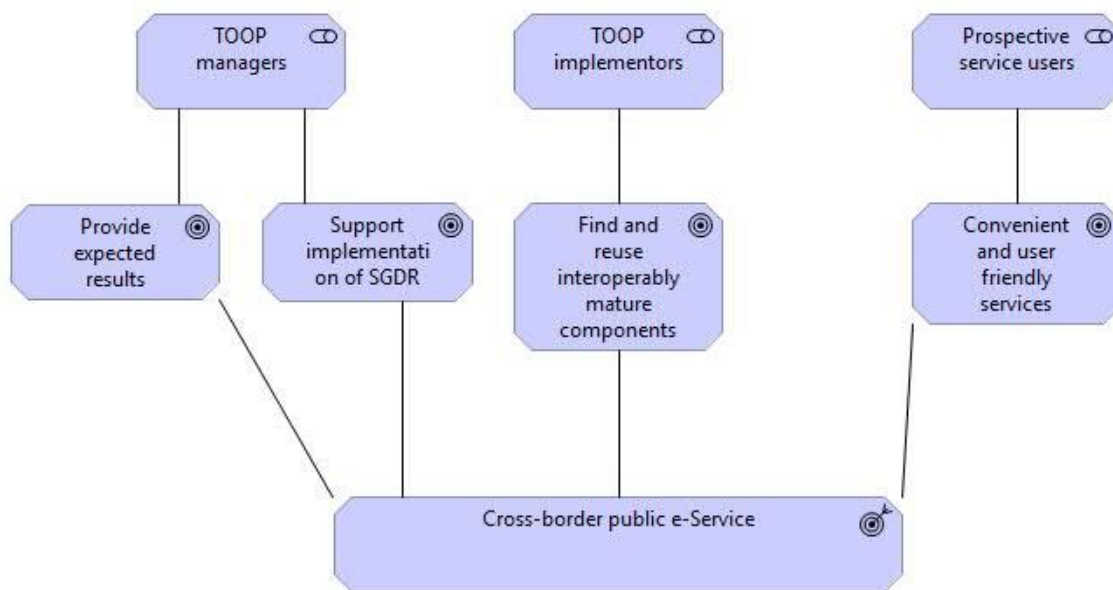 TOOP
managers
TOOP
implementors
Prospective
service users
Provide
expected
results
Support
implementati
on of SGDR
Find and
reuse
interoperably
mature
components
Convenient
and user
friendly
services
Cross-border public e-Service